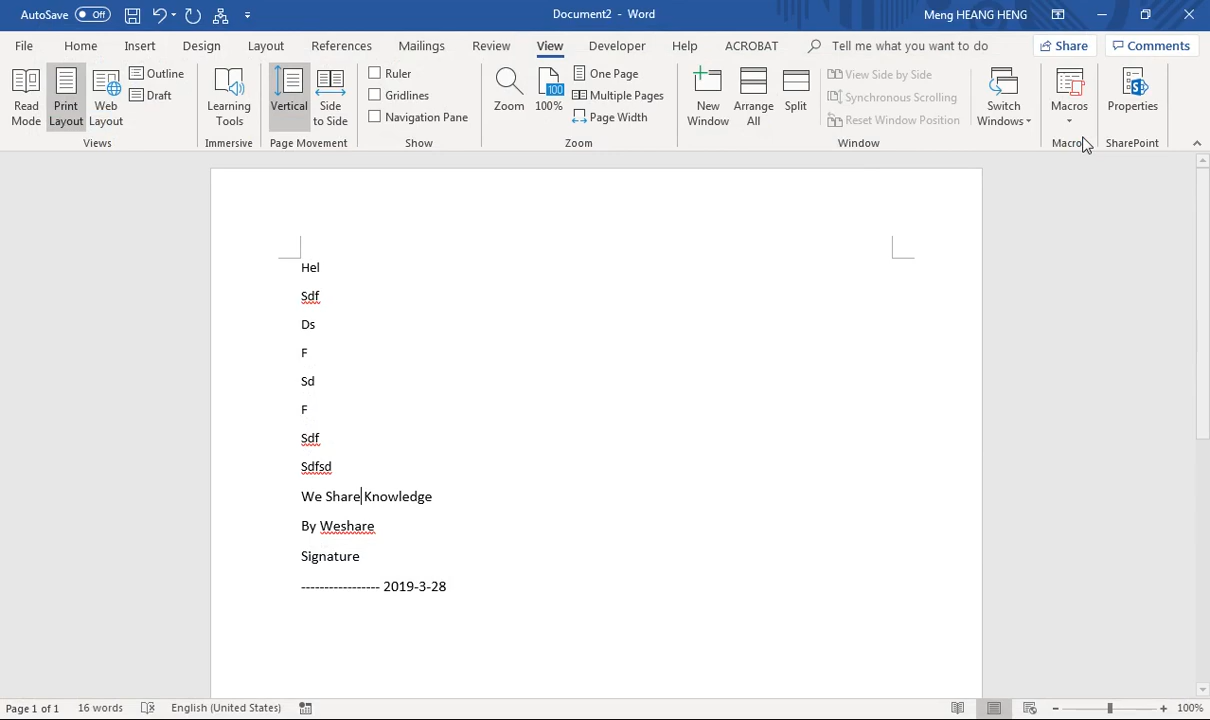 AutoSave Off Document2 - Word Meng HEANG HENG
File Home Insert Design Layout References Mailings Review View Developer Help ACROBAT Tell me what you want to do Share Comments
Read Mode Print Layout Web Layout Outline Draft
Learning Tools
Vertical Side to Side
Ruler
Gridlines
Navigation Pane
Zoom 100% One Page Multiple Pages Page Width
New Window Arrange All Split
View Side by Side
Synchronous Scrolling
Reset Window Position
Switch Windows
Macros
Properties
Views Immersive Page Movement Show Zoom Window Macros SharePoint
Hel
Sdf
Ds
F
Sd
F
Sdf
Sdfsd
We Share Knowledge
By Weshare
Signature
----------------- 2019-3-28
Page 1 of 1 16 words English (United States) 100%